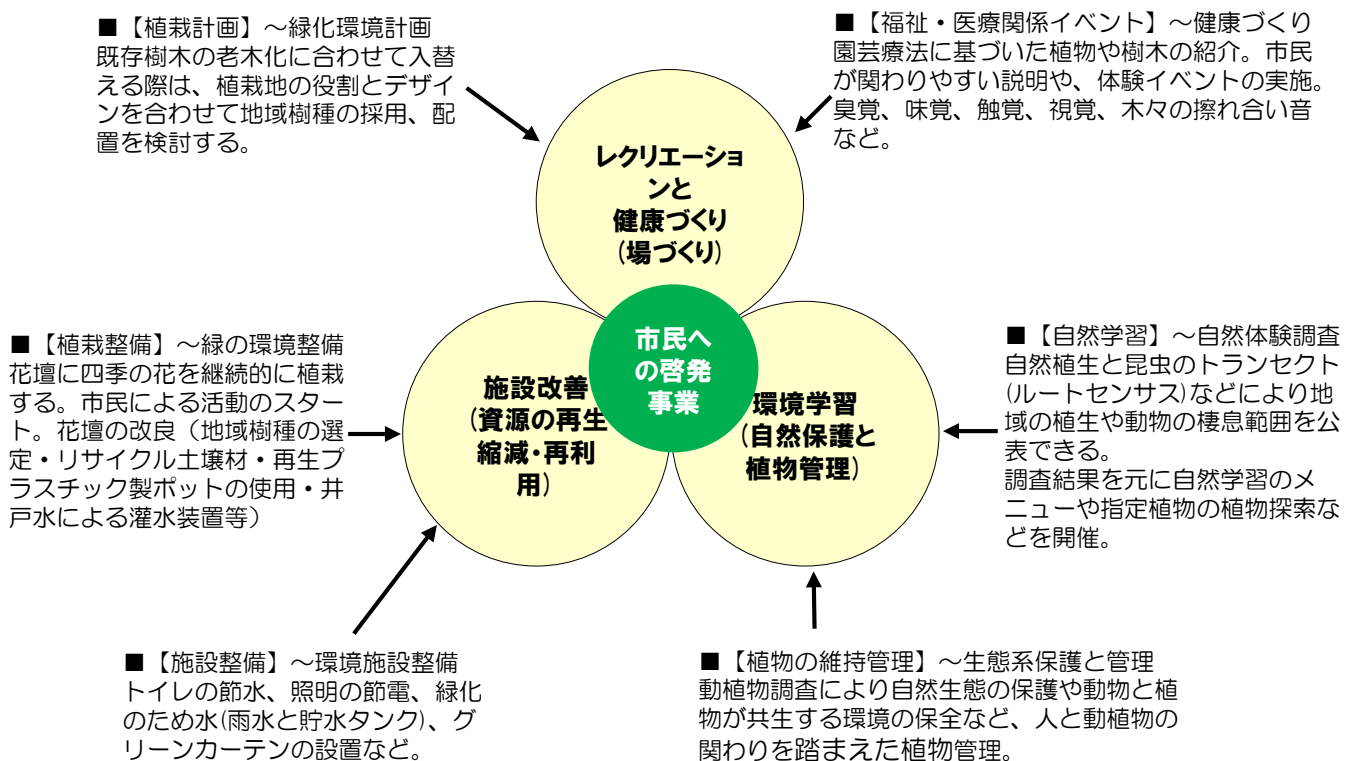 ■【植栽計画】～緑化環境計画
既存樹木の老木化に合わせて入替
える際は、植栽地の役割とデザイ
ンを合わせて地域樹種の採用、配
置を検討する。
■【福祉・医療関係イベント】～健康づくり
園芸療法に基づいた植物や樹木の紹介。市民
が関わりやすい説明や、体験イベントの実施。
臭覚、味覚、触覚、視覚、木々の擦れ合い音
など。
レクリエーショ
ンと
健康づくり
(場づくり)
市民へ
の啓発
事業
■【植栽整備】～緑の環境整備
花壇に四季の花を継続的に植栽
する。市民による活動のスター
ト。花壇の改良（地域樹種の選
定・リサイクル土壌材・再生プ
ラスチック製ポットの使用・井
戸水による灌水装置等）
施設改善
(資源の再生
縮減・再利
用)
環境学習
(自然保護と
植物管理)
■【自然学習】～自然体験調査
自然植生と昆虫のトランセクト
(ルートセンサス)などにより地
域の植生や動物の棲息範囲を公
表できる。
調査結果を元に自然学習のメ
ニューや指定植物の植物探索な
どを開催。
■【施設整備】～環境施設整備
トイレの節水、照明の節電、緑化
のため水(雨水と貯水タンク)、グ
リーンカーテンの設置など。
■【植物の維持管理】～生態系保護と管理
動植物調査により自然生態の保護や動物と植
物が共生する環境の保全など、人と動植物の
関わりを踏まえた植物管理。